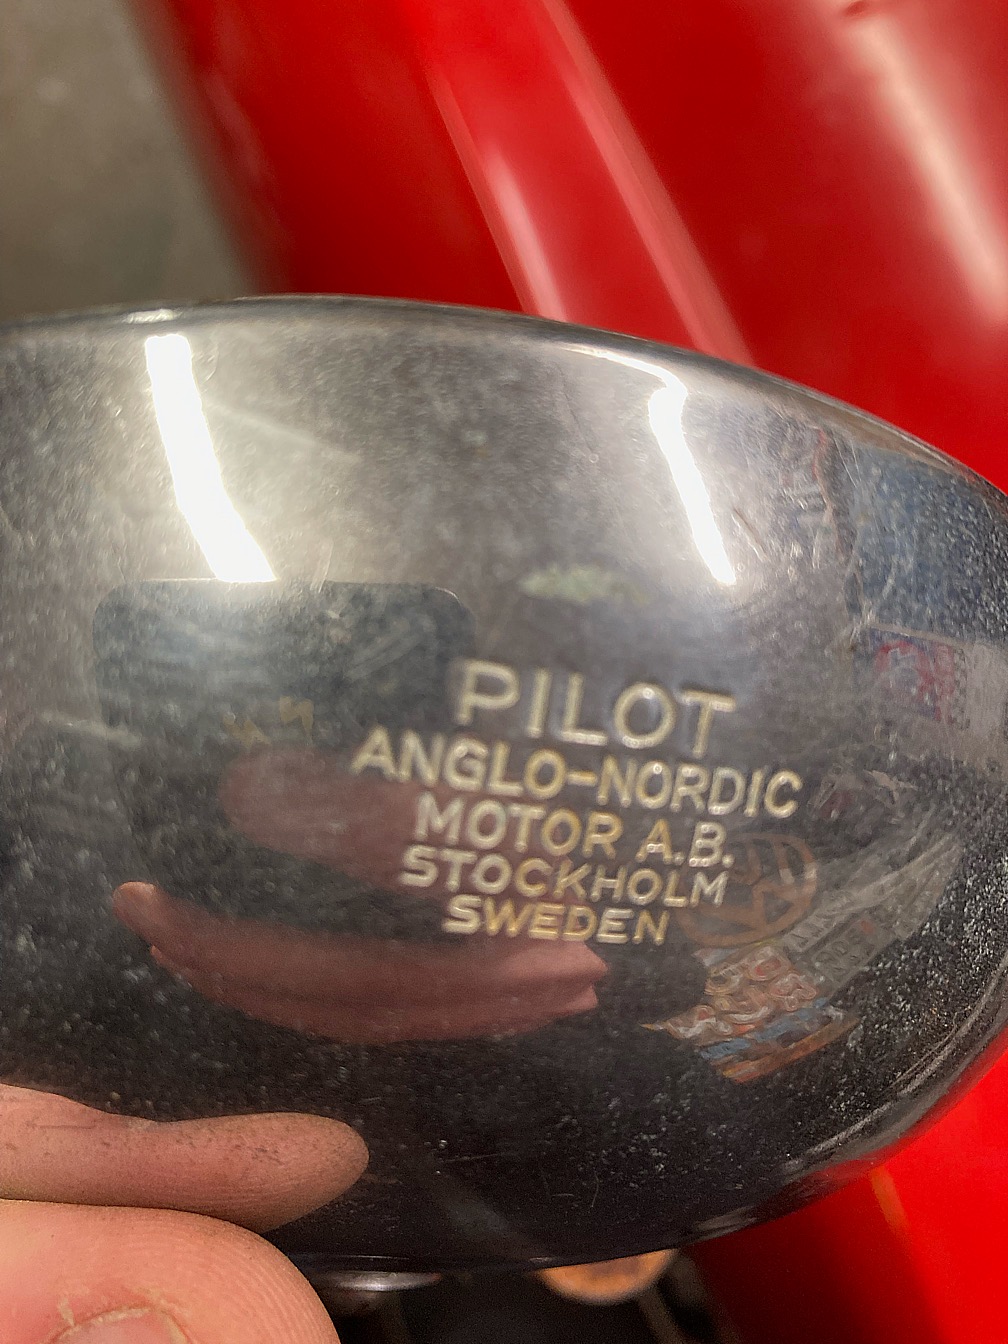 PILOT
ANGLO-NORDIC
MOTOR A.B.
STOCKHOLM
SWEDEN